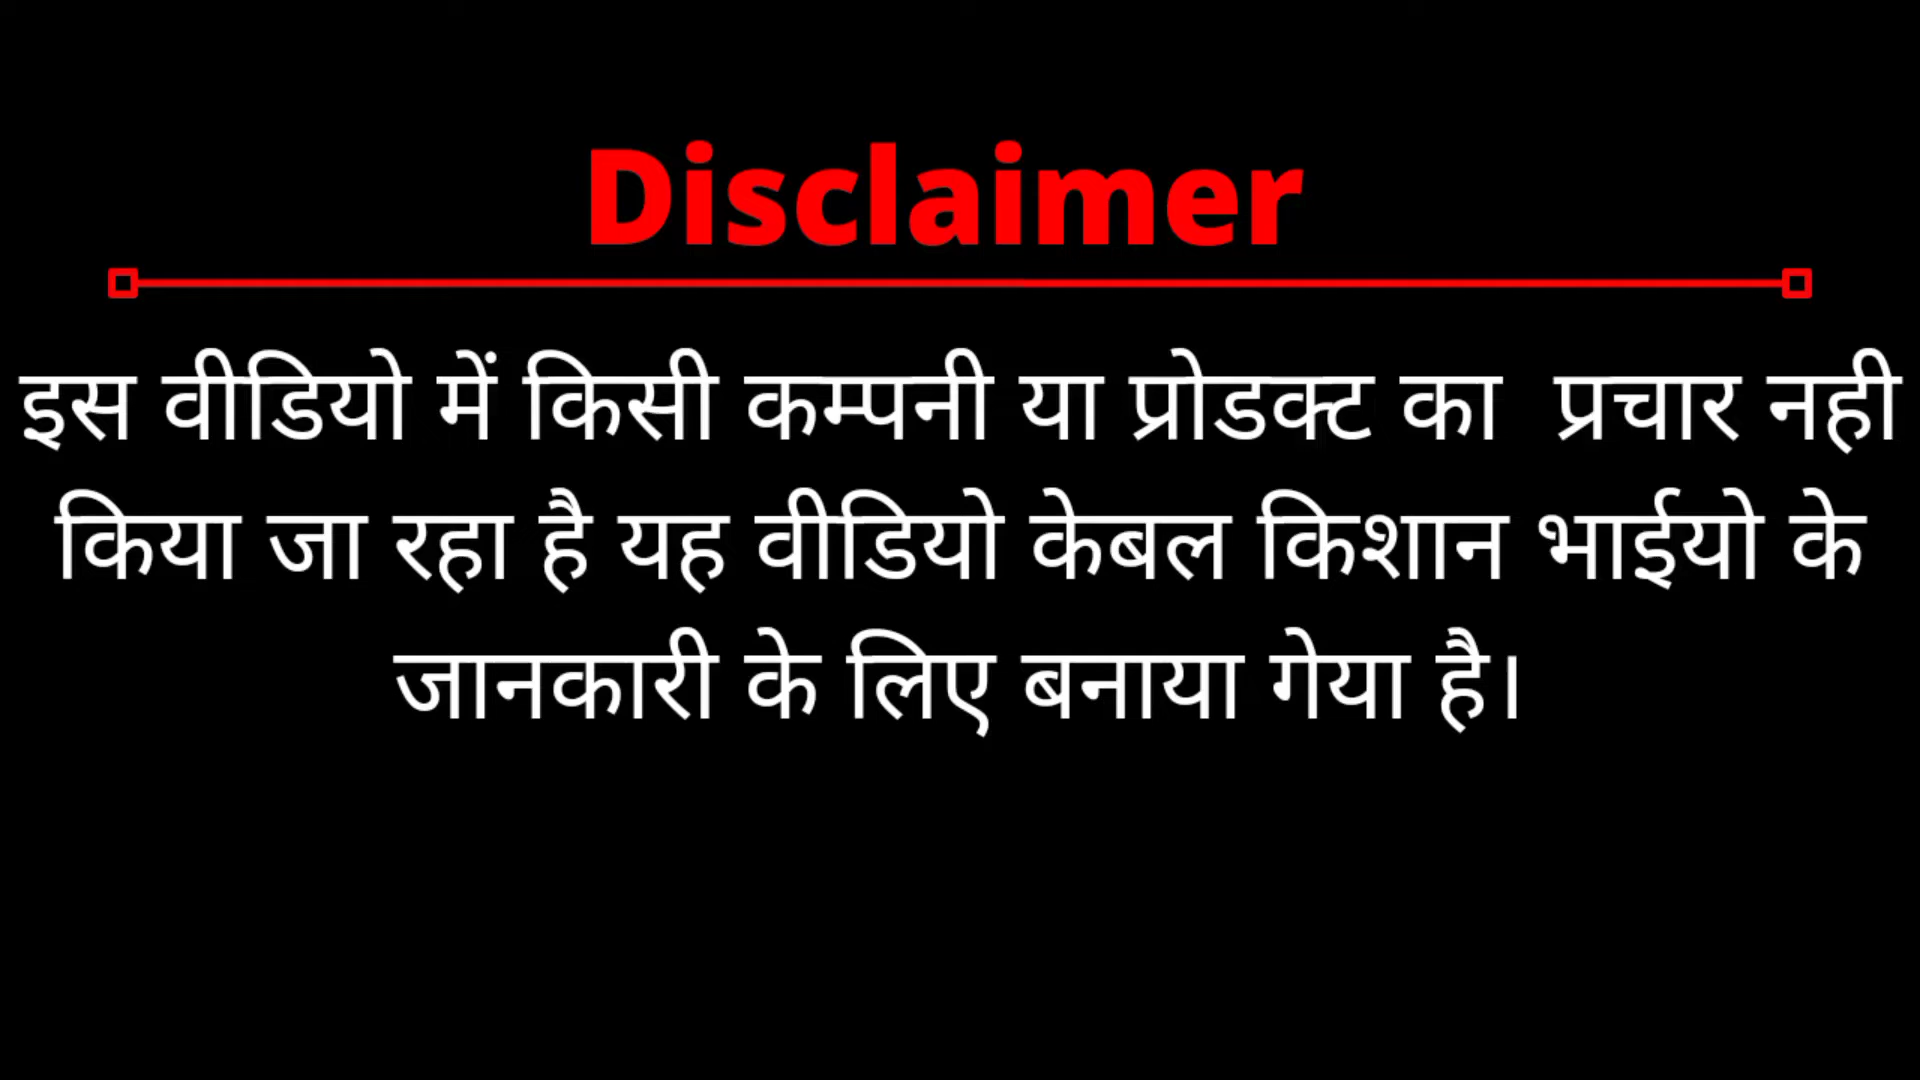 Disclaimer
इस वीडियो में किसी कम्पनी या प्रोडक्ट का  प्रचार नही
किया जा रहा है यह वीडियो केबल किशान भाईयो के
जानकारी के लिए बनाया गेया है।